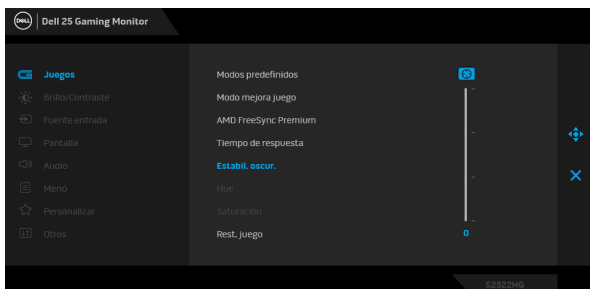 DELL Dell 25 Gaming Monitor
Juegos
Brillo/Contraste
Fuente entrada
Pantalla
Audio
Menú
Personalizar
Otros
Modos predefinidos
Modo mejora juego
AMD FreeSync Premium
Tiempo de respuesta
Estabil. oscur.
Hue
Saturación
Rest. juego
0
S2522HG